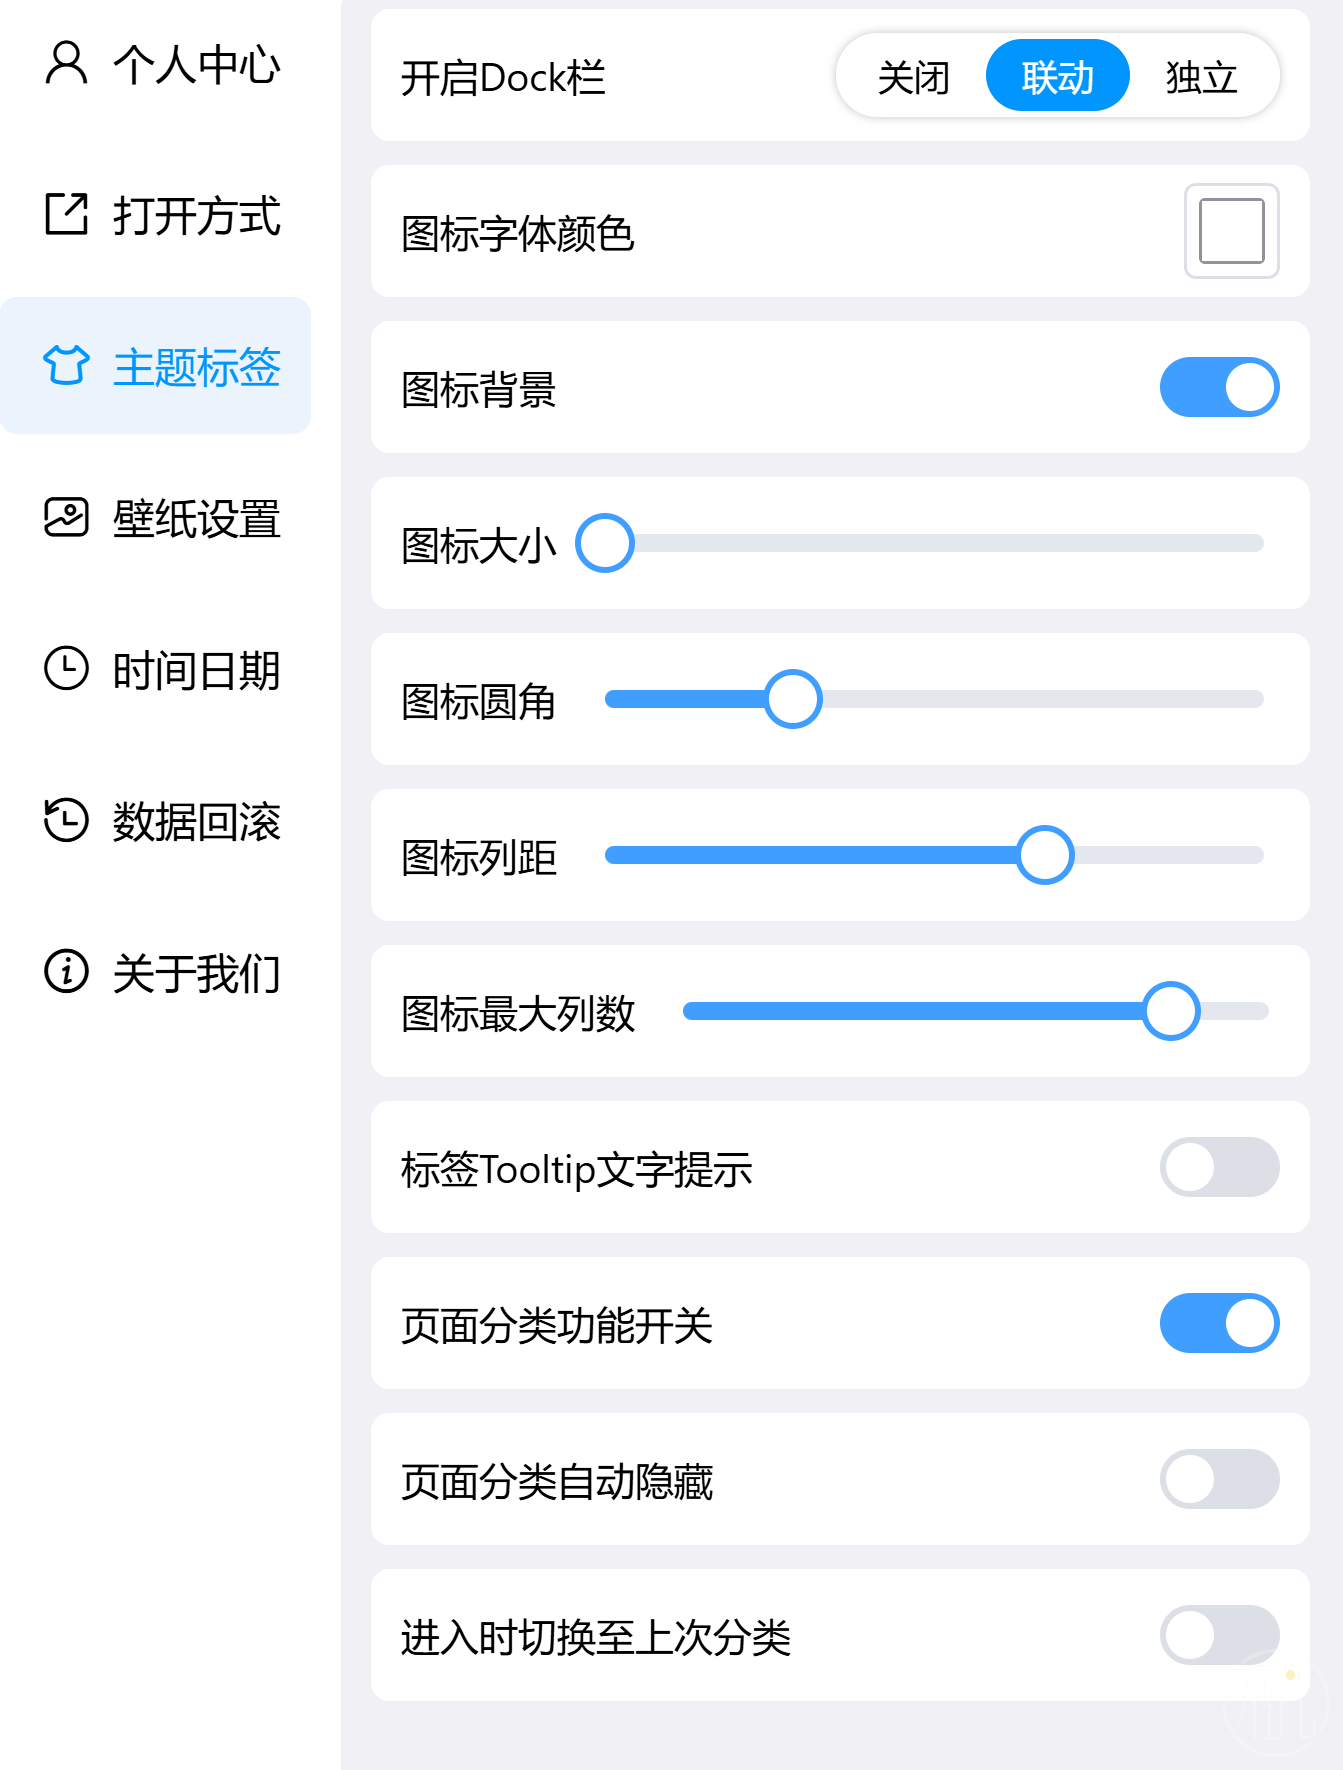 个人中心
打开方式
主题标签
壁纸设置
时间日期
数据回滚
关于我们
开启Dock栏
关闭 联动 独立
图标字体颜色
图标背景
图标大小
图标圆角
图标列距
图标最大列数
标签Tooltip文字提示
页面分类功能开关
页面分类自动隐藏
进入时切换至上次分类